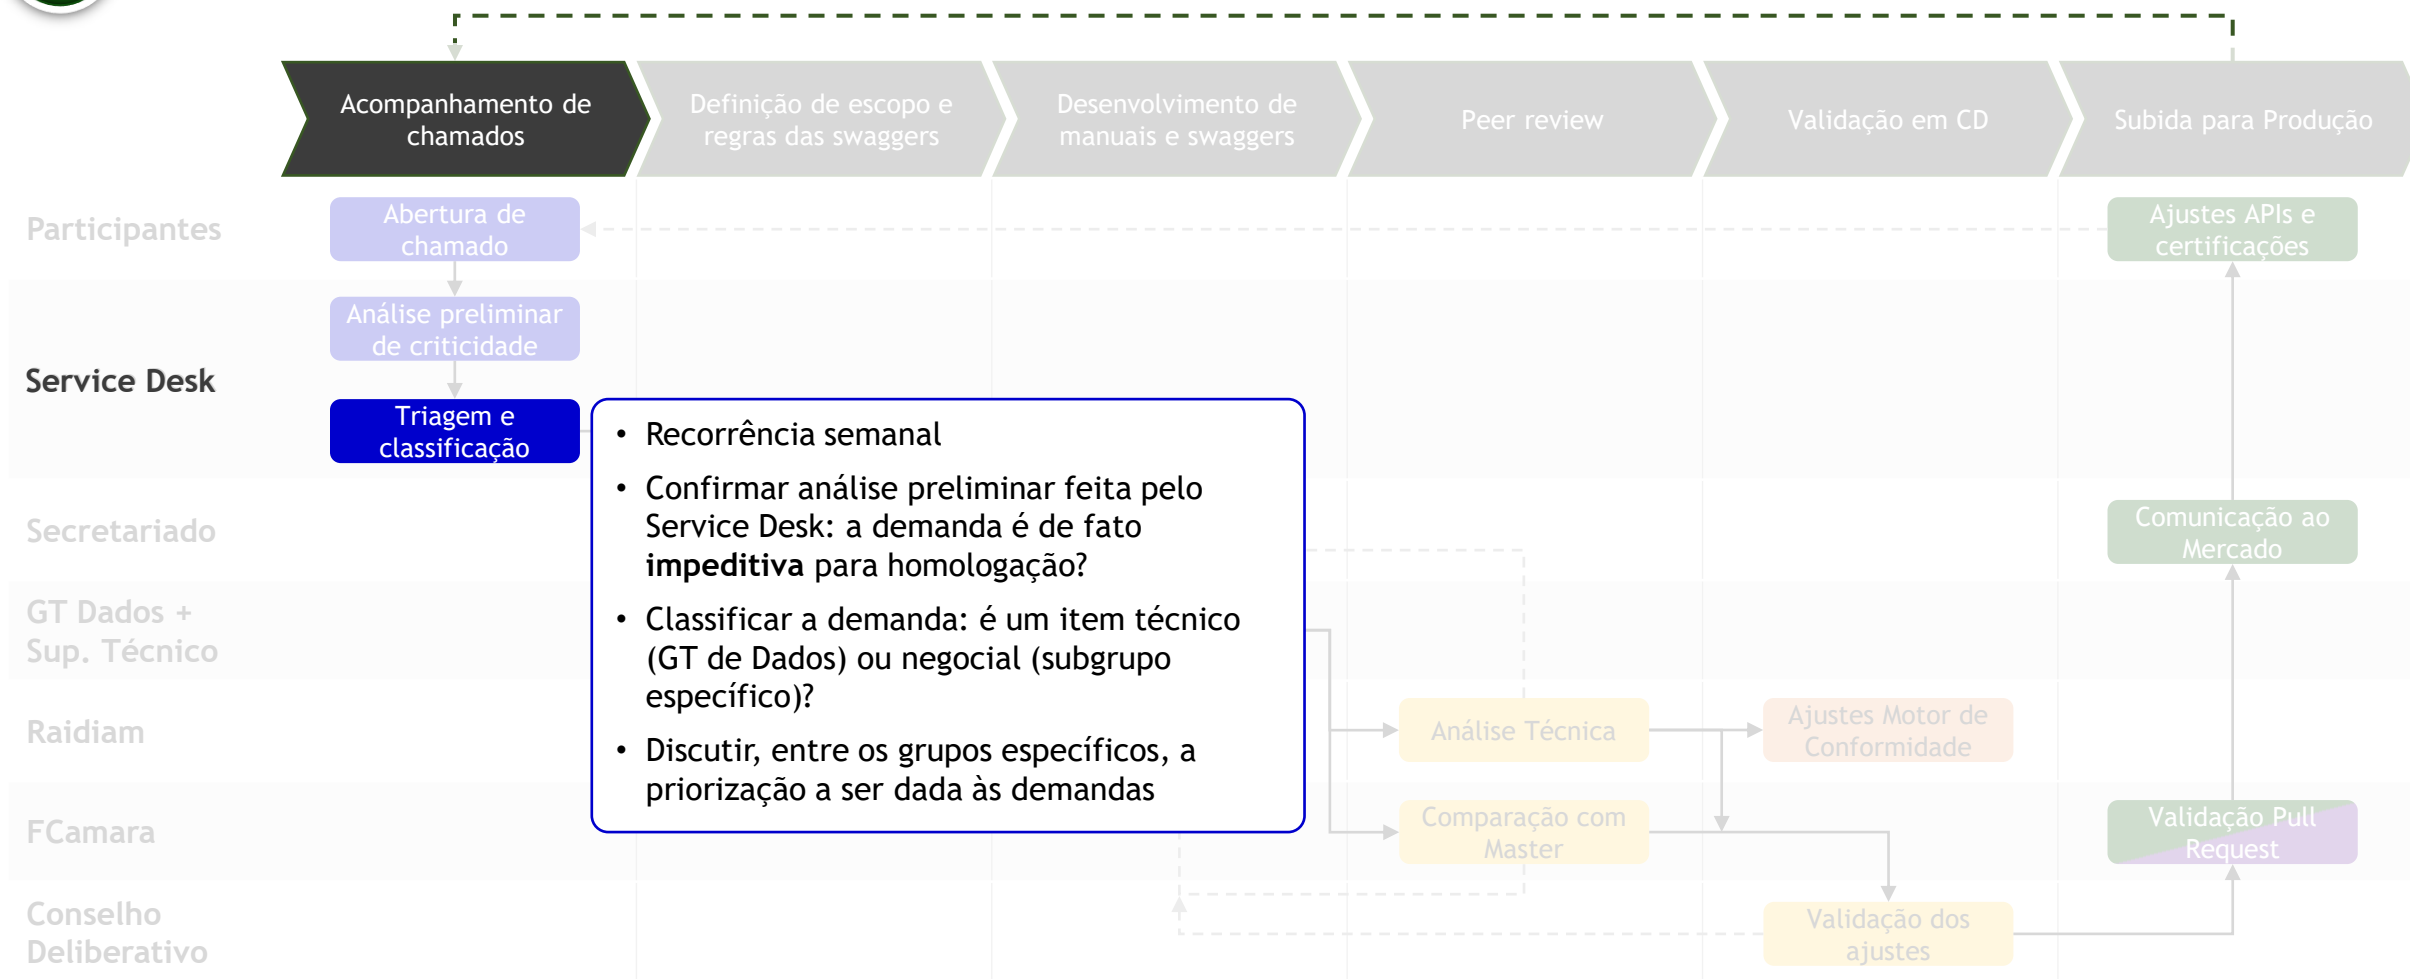 Acompanhamento de
chamados
Definição de escopo e
regras das swaggers
Desenvolvimento de
manuais e swaggers
Peer review
Validação em CD
Subida para Produção
Participantes
Abertura de
chamado
Ajustes APIs e
certificações
Service Desk
Análise preliminar
de criticidade
Triagem e
classificação
• Recorrência semanal
• Confirmar análise preliminar feita pelo
Service Desk: a demanda é de fato
impeditiva para homologação?
• Classificar a demanda: é um item técnico
(GT de Dados) ou negocial (subgrupo
específico)?
• Discutir, entre os grupos específicos, a
priorização a ser dada às demandas
Secretariado
Comunicação ao
Mercado
GT Dados +
Sup. Técnico
Raidiam
Análise Técnica
Ajustes Motor de
Conformidade
FCamara
Comparação com
Master
Validação Pull
Request
Conselho
Deliberativo
Validação dos
ajustes